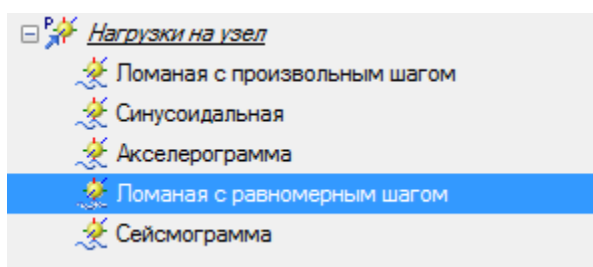 P
Нагрузки на узел
Ломаная с произвольным шагом
Синусоидальная
Акселерограмма
Ломаная с равномерным шагом
Сейсмограмма